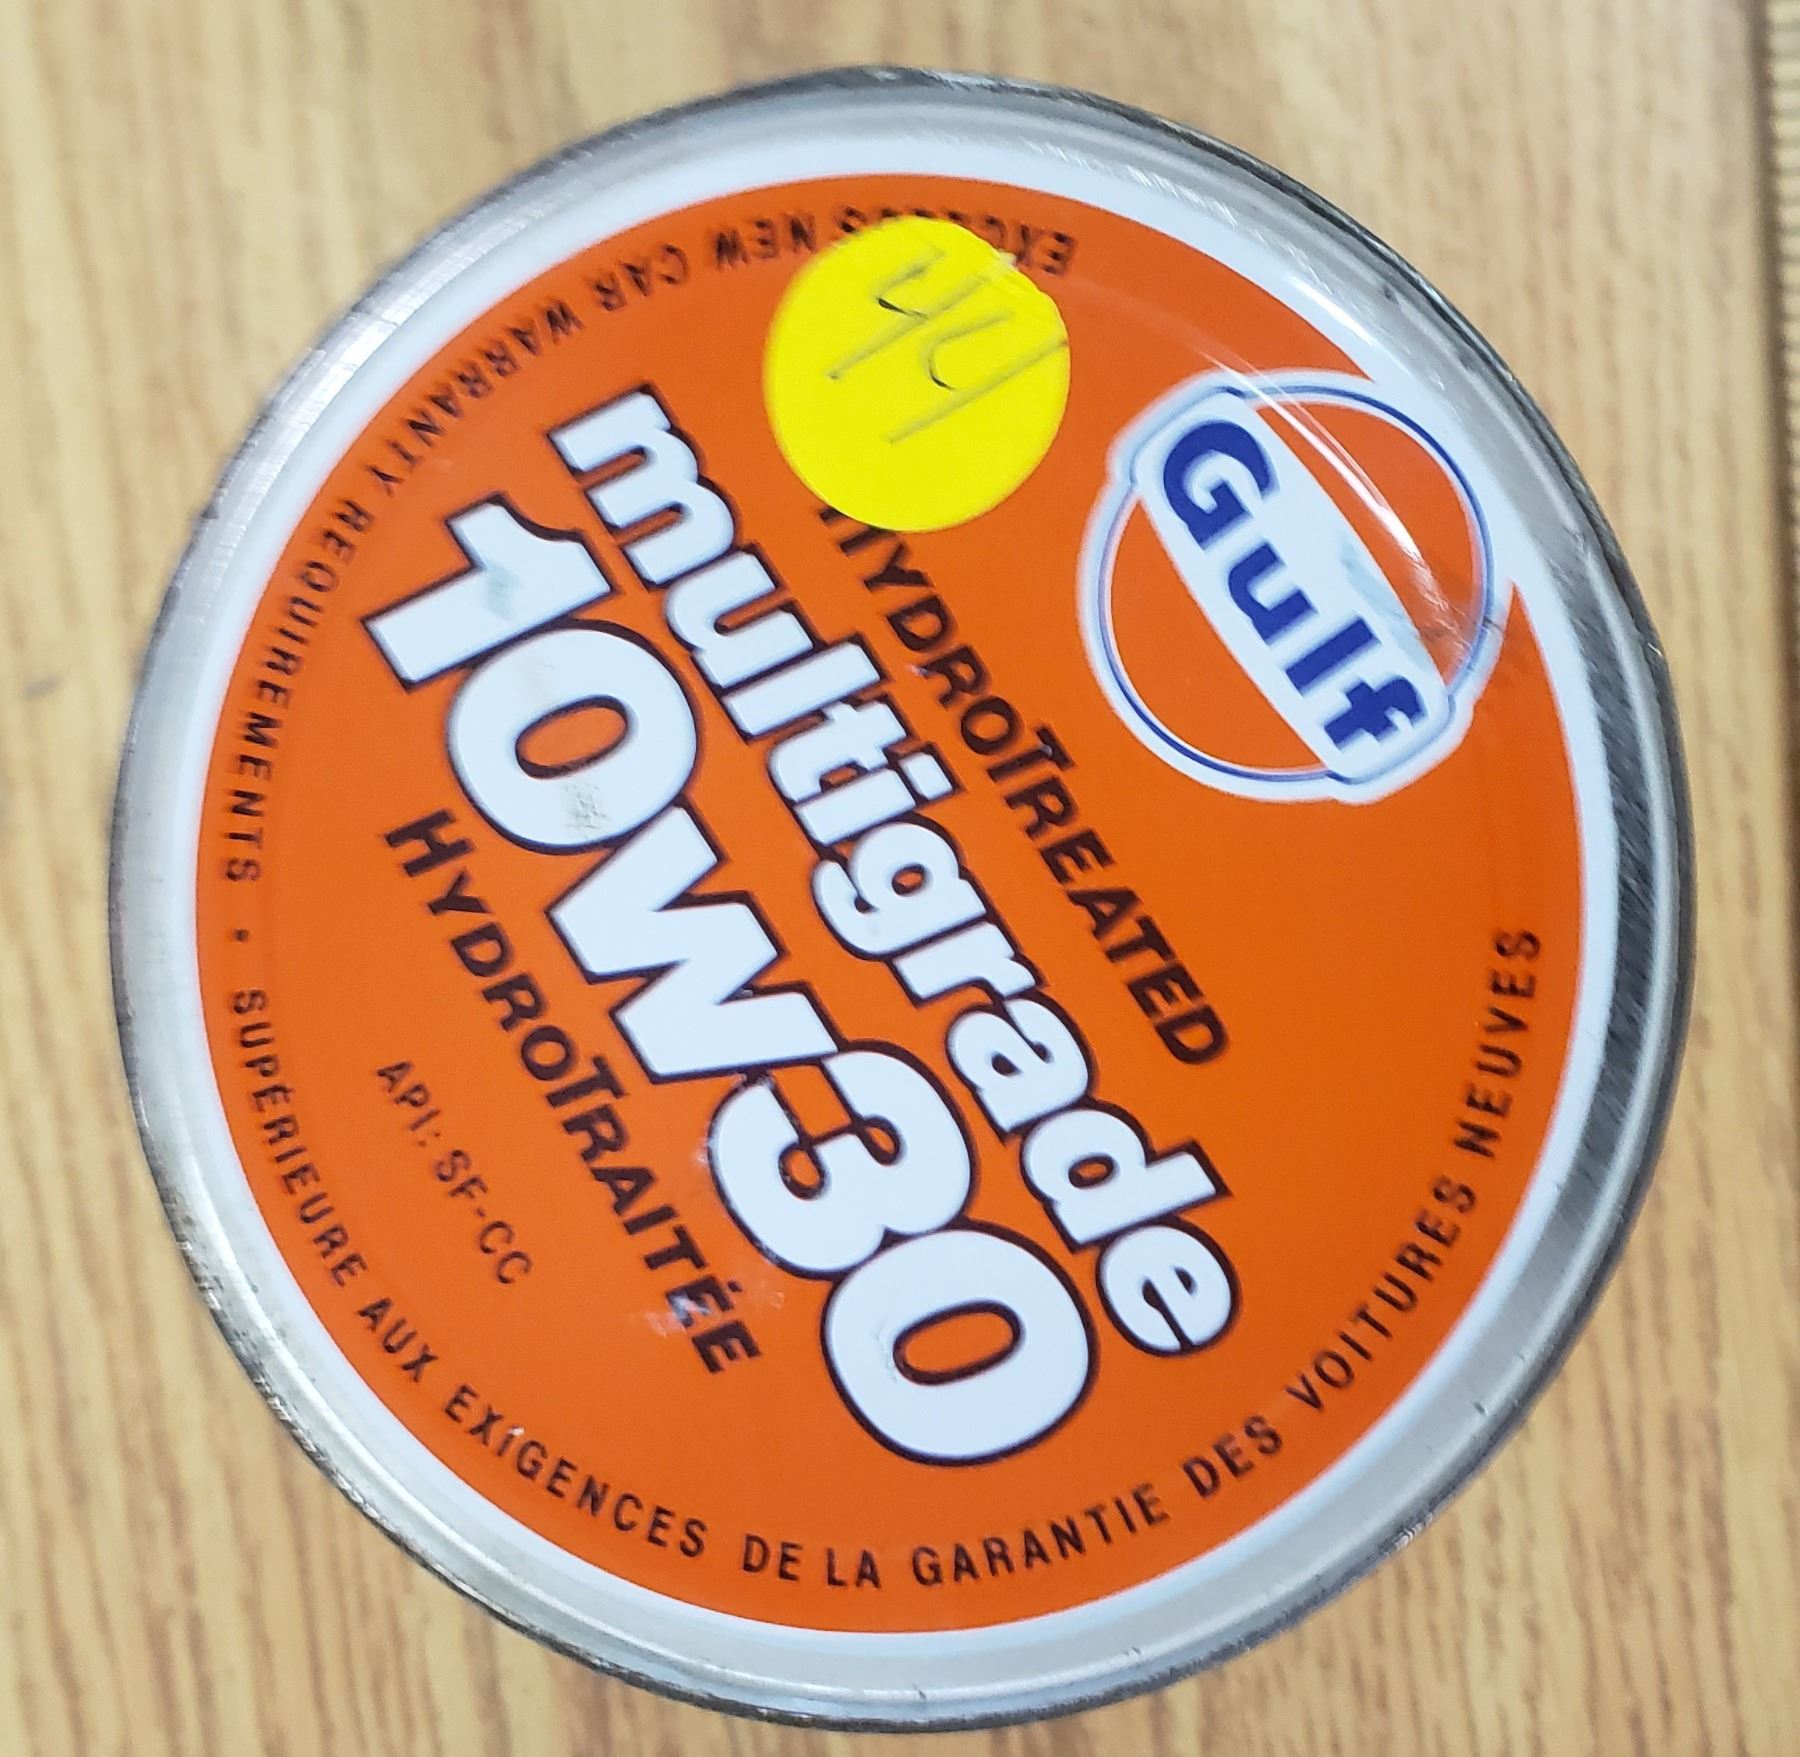 Gulf
44
HYDROTREATED
multigrade
10W30
HYDROTRAITÉE
API: SF-CC
NEW CAR WARRANTY REQUIREMENTS • SUPÉRIEURE AUX EXIGENCES DE LA GARANTIE DES VOITURES NEUVES